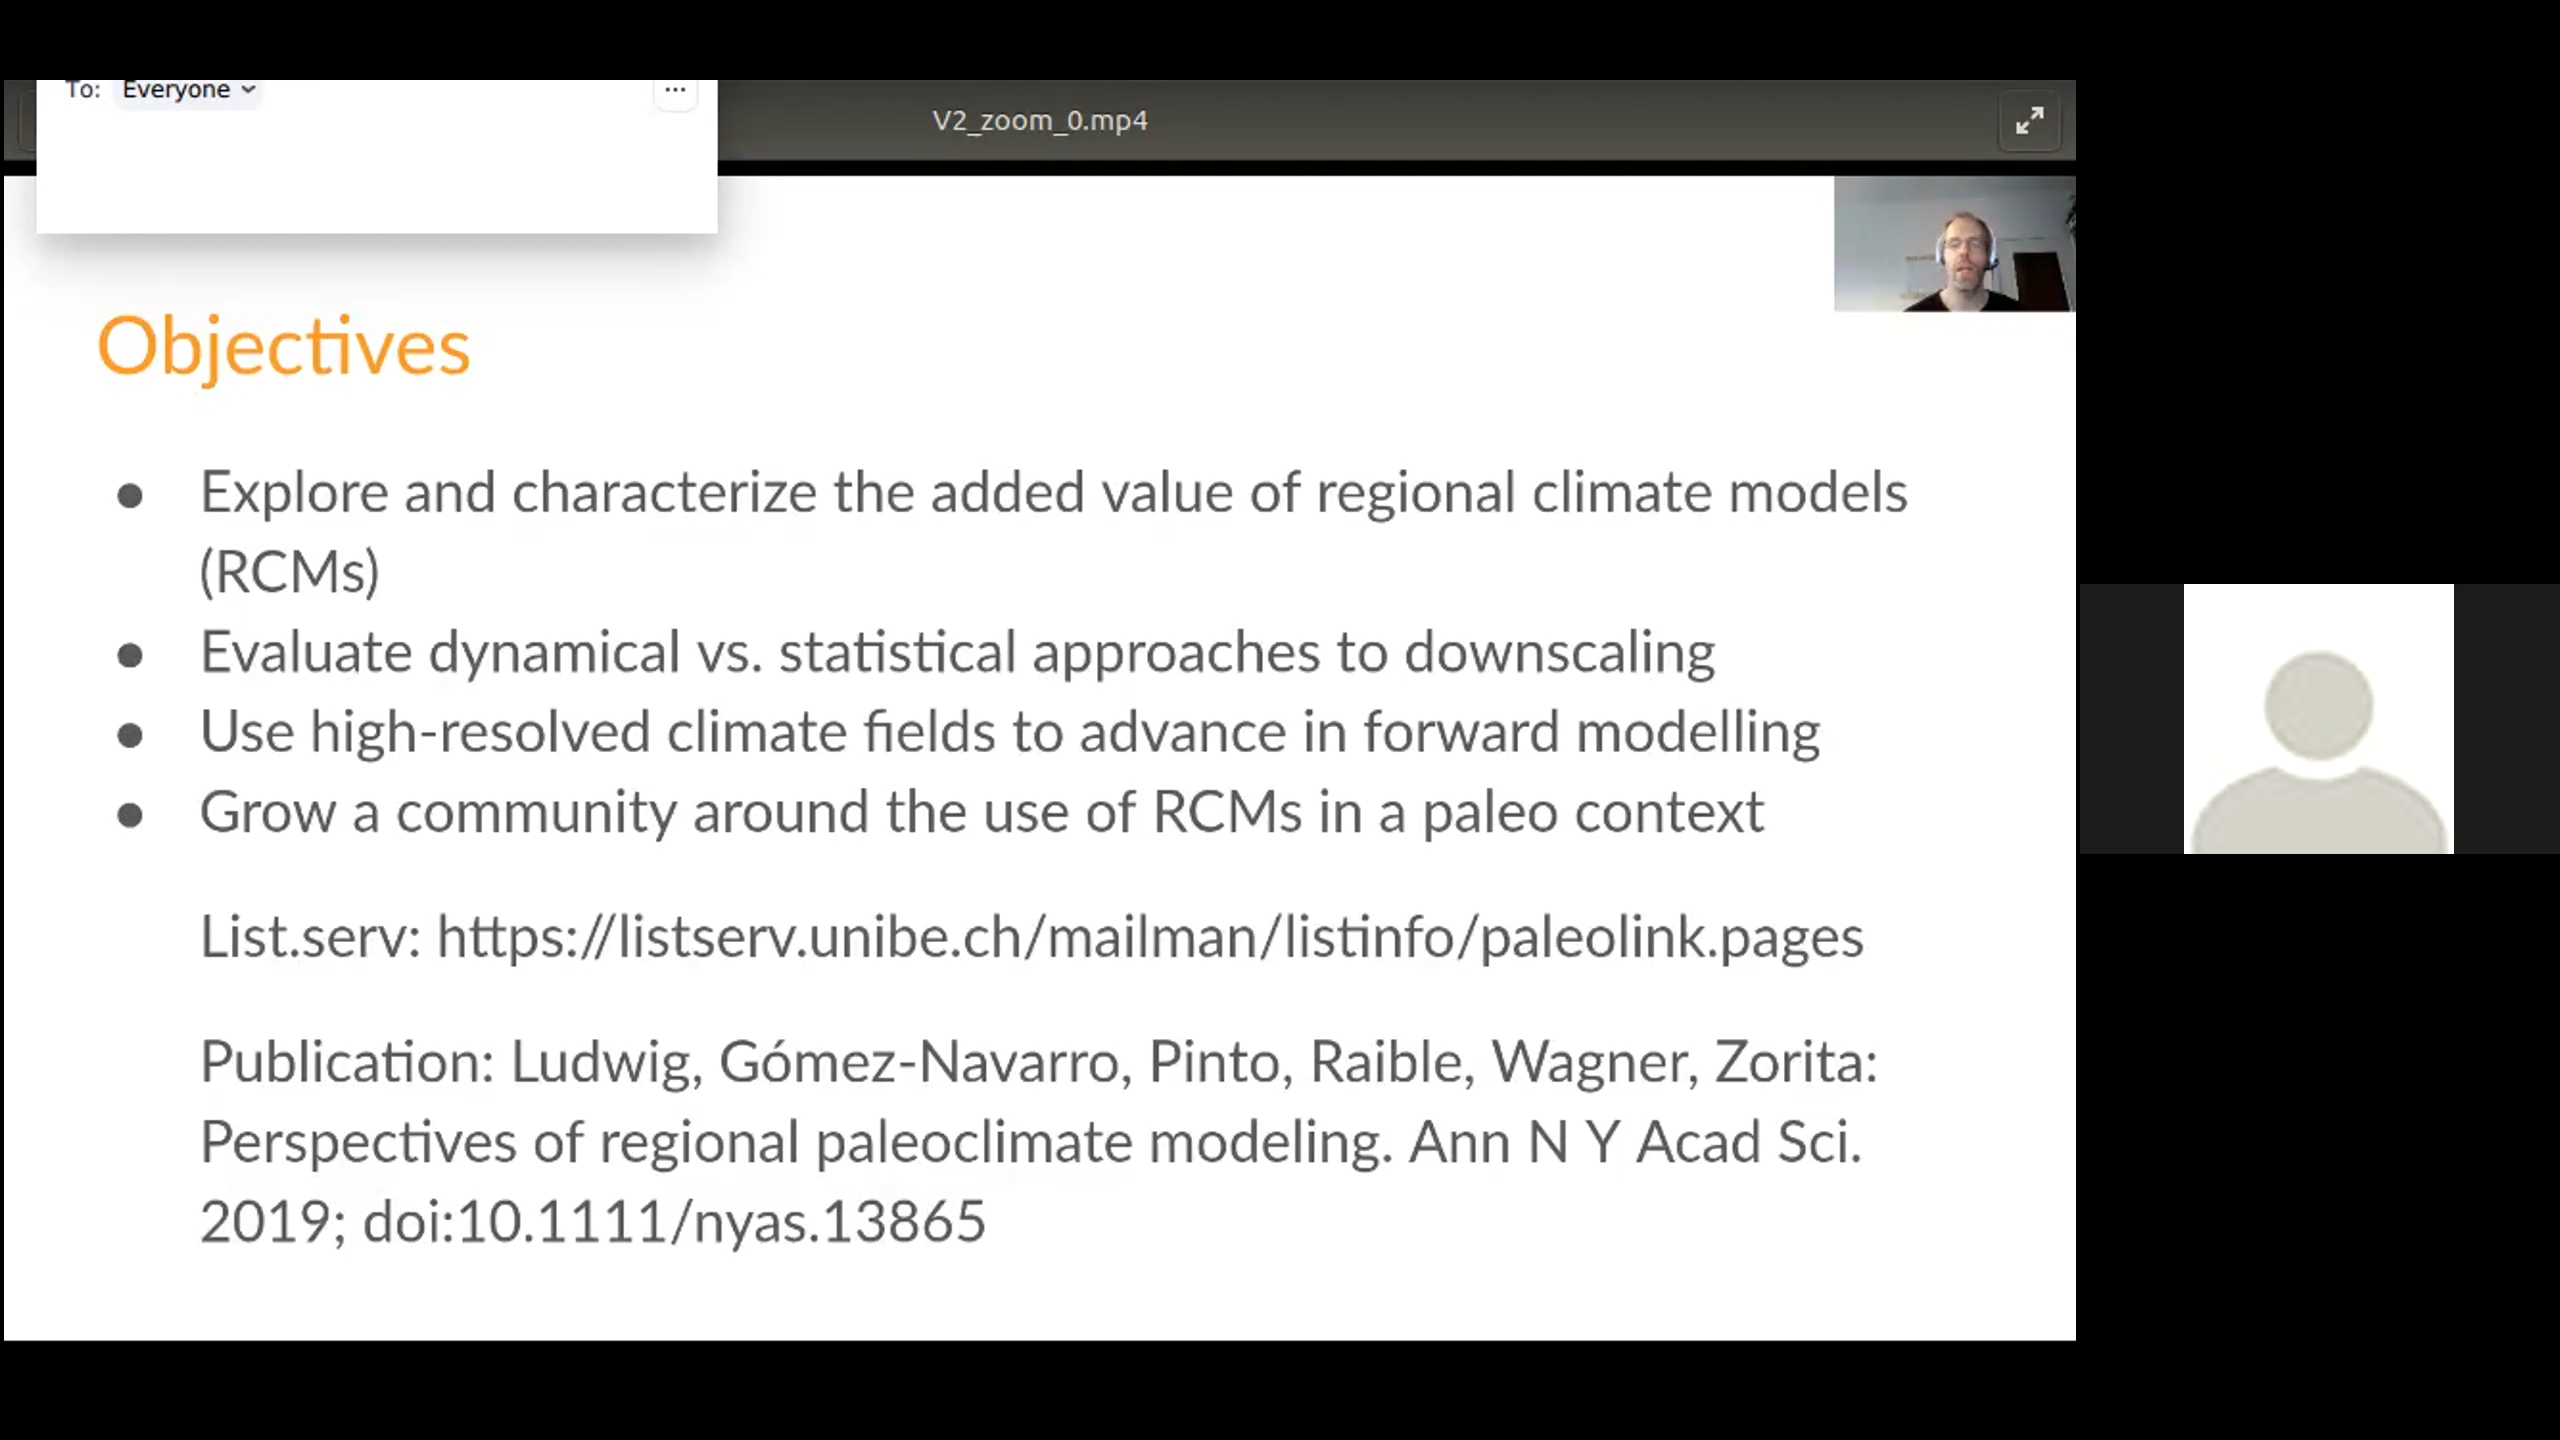 To: Everyone
...
V2_zoom_0.mp4
Objectives
● Explore and characterize the added value of regional climate models
(RCMs)
● Evaluate dynamical vs. statistical approaches to downscaling
● Use high-resolved climate fields to advance in forward modelling
● Grow a community around the use of RCMs in a paleo context
List.serv: https://listserv.unibe.ch/mailman/listinfo/paleolink.pages
Publication: Ludwig, Gómez-Navarro, Pinto, Raible, Wagner, Zorita:
Perspectives of regional paleoclimate modeling. Ann N Y Acad Sci.
2019; doi:10.1111/nyas.13865